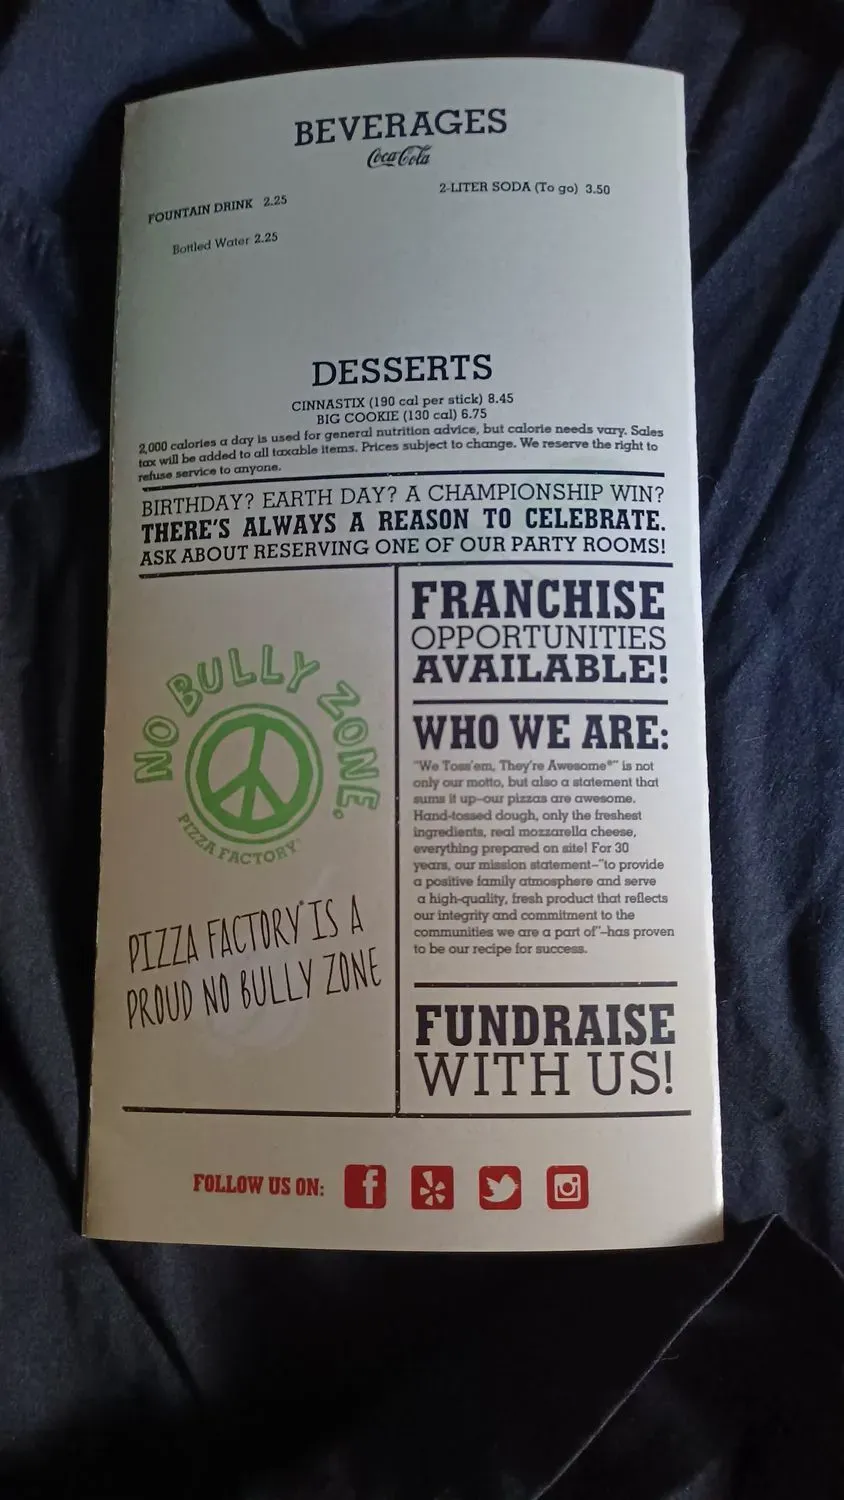 BEVERAGES
Coca-Cola
FOUNTAIN DRINK 2.25
2-LITER SODA (To go) 3.50
Bottled Water 2.25
DESSERTS
CINNASTIX (190 cal per stick) 8.45
BIG COOKIE (130 cal) 6.75
2,000 calories a day is used for general nutrition advice, but calorie needs vary. Sales
tax will be added to all taxable items. Prices subject to change. We reserve the right to
refuse service to anyone.
BIRTHDAY? EARTH DAY? A CHAMPIONSHIP WIN?
THERE'S ALWAYS A REASON TO CELEBRATE.
ASK ABOUT RESERVING ONE OF OUR PARTY ROOMS!
NO BULLY ZONE.
PIZZA FACTORY®
PIZZA FACTORY® IS A
PROUD NO BULLY ZONE
FRANCHISE
OPPORTUNITIES
AVAILABLE!
WHO WE ARE:
"We Toss'em, They're Awesome®" is not
only our motto, but also a statement that
sums it up–our pizzas are awesome.
Hand-tossed dough, only the freshest
ingredients, real mozzarella cheese,
everything prepared on site! For 30
years, our mission statement–"to provide
a positive family atmosphere and serve
a high-quality, fresh product that reflects
our integrity and commitment to the
communities we are a part of"–has proven
to be our recipe for success.
FUNDRAISE
WITH US!
FOLLOW US ON: